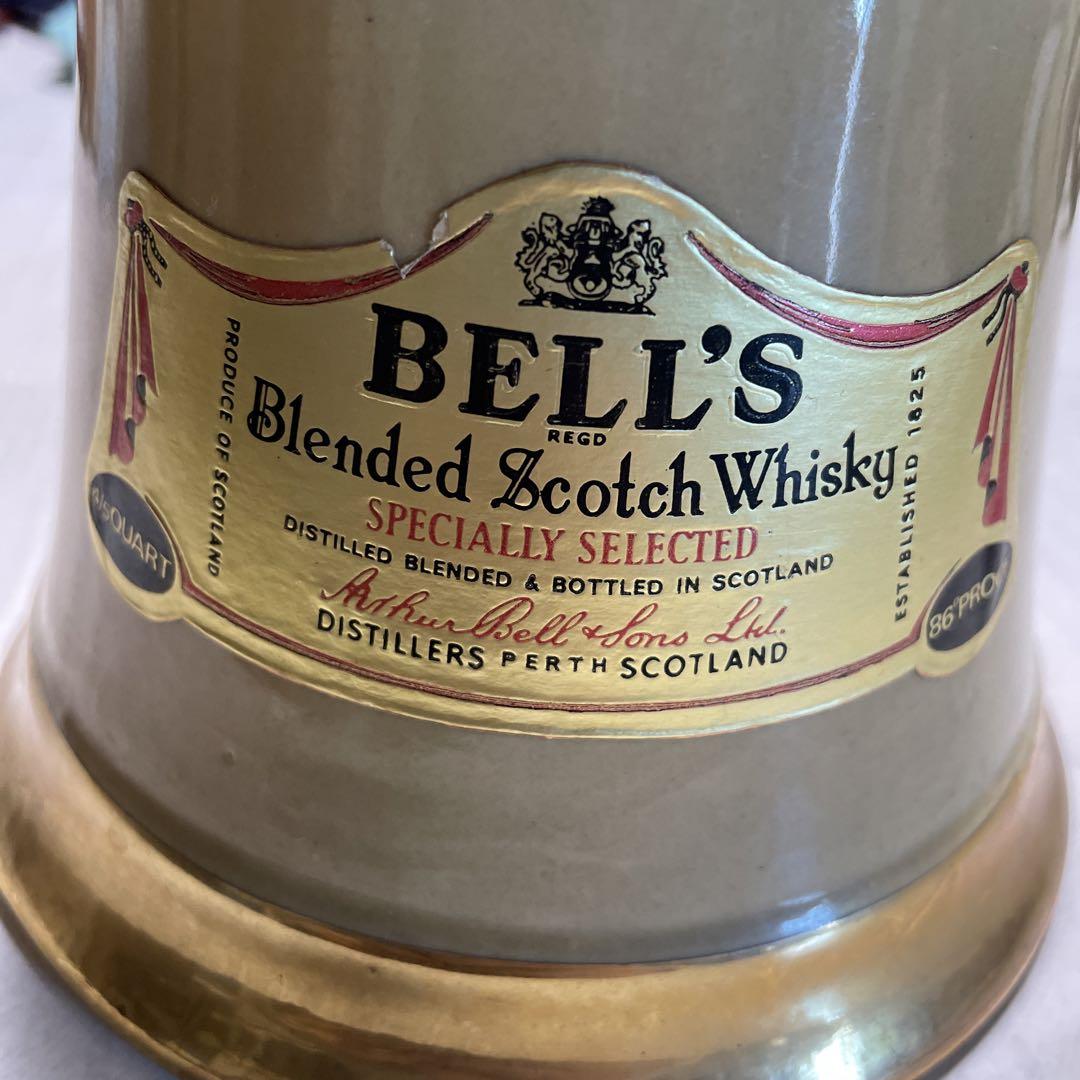 BELL'S
REGD
Blended Scotch Whisky
SPECIALLY SELECTED
DISTILLED BLENDED & BOTTLED IN SCOTLAND
Arthur Bell & Sons Ltd.
DISTILLERS PERTH SCOTLAND
PRODUCE OF SCOTLAND
ESTABLISHED 1825
4/5 QUART
86° PROOF